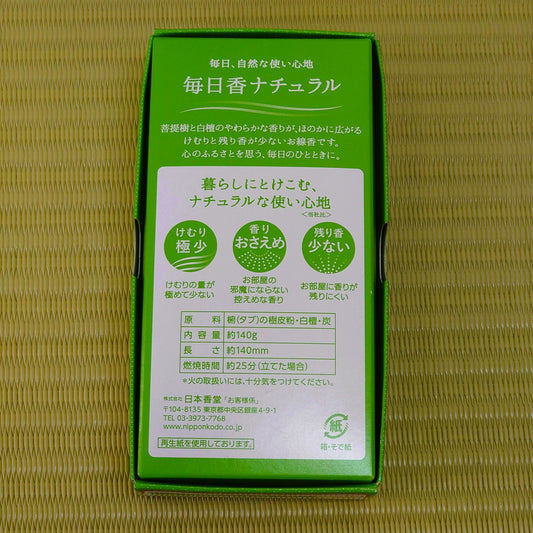 毎日、自然な使い心地
毎日香ナチュラル
菩提樹と白檀のやわらかな香りが、ほのかに広がる
けむりと残り香が少ないお線香です。
心のふるさとを思う、毎日のひとときに。
暮らしにとけこむ、
ナチュラルな使い心地
<当社比>
けむり
極少
けむりの量が
極めて少ない
香り
おさえめ
お部屋の
邪魔にならない
控えめな香り
残り香
少ない
お部屋に香りが
残りにくい
原料 椨(タブ)の樹皮粉・白檀・炭
内容量 約140g
長さ 約140mm
燃焼時間 約25分(立てた場合)
*火の取扱いには、十分気をつけてください。
株式会社 日本香堂「お客様係」
〒104-8135 東京都中央区銀座4-9-1
TEL 03-3973-7768
www.nipponkodo.co.jp
再生紙を使用しております。
紙
箱・そで紙